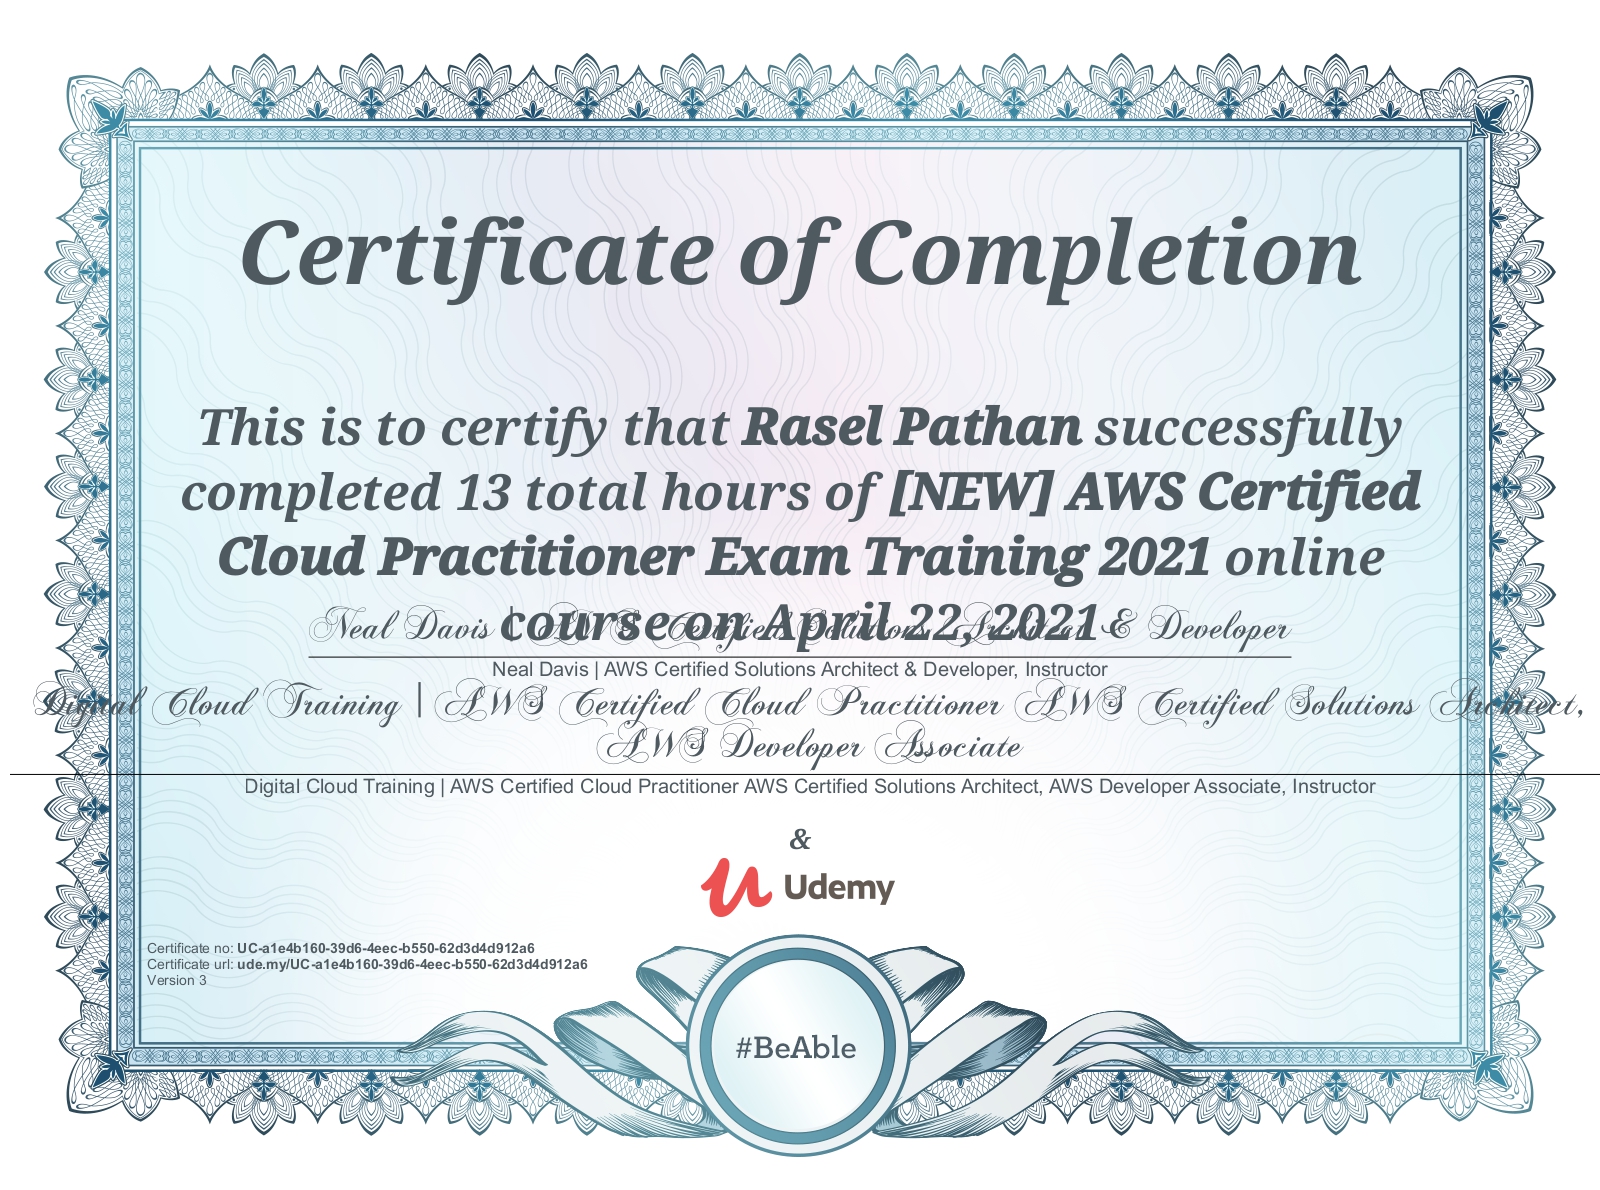 Certificate of Completion
This is to certify that Rasel Pathan successfully
completed 13 total hours of [NEW] AWS Certified
Cloud Practitioner Exam Training 2021 online
course on April 22, 2021
Neal Davis | AWS Certified Solutions Architect & Developer
Neal Davis | AWS Certified Solutions Architect & Developer, Instructor
Digital Cloud Training | AWS Certified Cloud Practitioner AWS Certified Solutions Architect,
AWS Developer Associate
Digital Cloud Training | AWS Certified Cloud Practitioner AWS Certified Solutions Architect, AWS Developer Associate, Instructor
&
Udemy
Certificate no: UC-a1e4b160-39d6-4eec-b550-62d3d4d912a6
Certificate url: ude.my/UC-a1e4b160-39d6-4eec-b550-62d3d4d912a6
Version 3
#BeAble